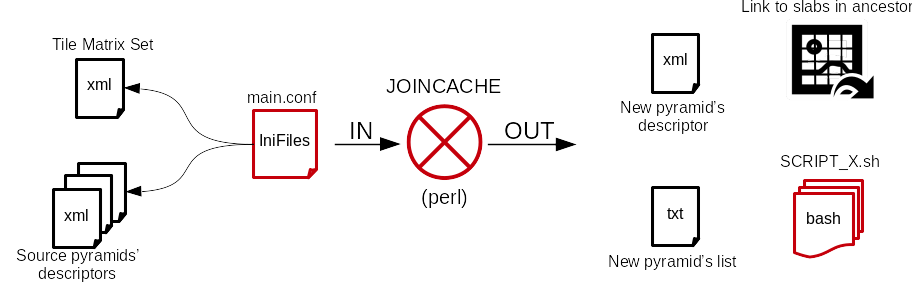 Link to slabs in ancestor
Tile Matrix Set
xml
main.conf
IniFiles
JOINCACHE
IN
OUT
(perl)
xml
New pyramid's
descriptor
xml
Source pyramids'
descriptors
txt
New pyramid's list
SCRIPT_X.sh
bash